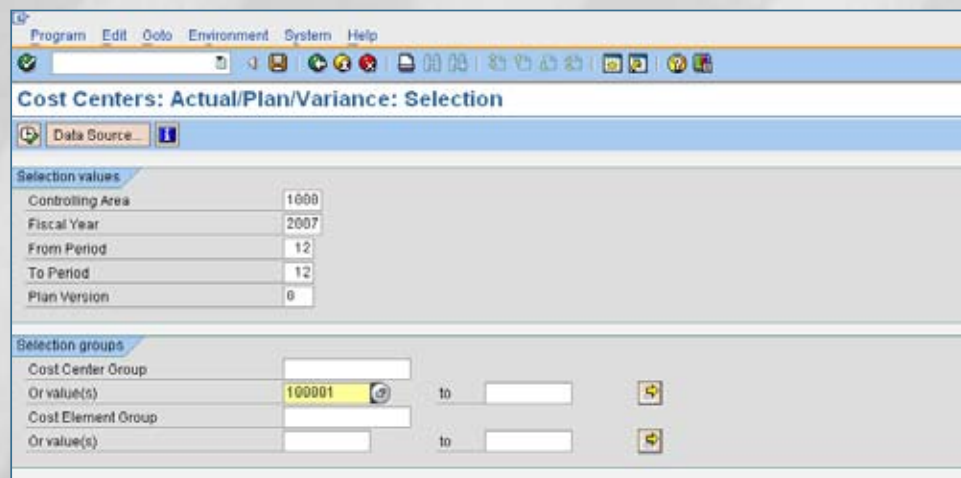 Program Edit Goto Environment System Help
Cost Centers: Actual/Plan/Variance: Selection
Data Source...
Selection values
Controlling Area 1000
Fiscal Year 2007
From Period 12
To Period 12
Plan Version 0
Selection groups
Cost Center Group
Or value(s) 100001 to
Cost Element Group
Or value(s) to